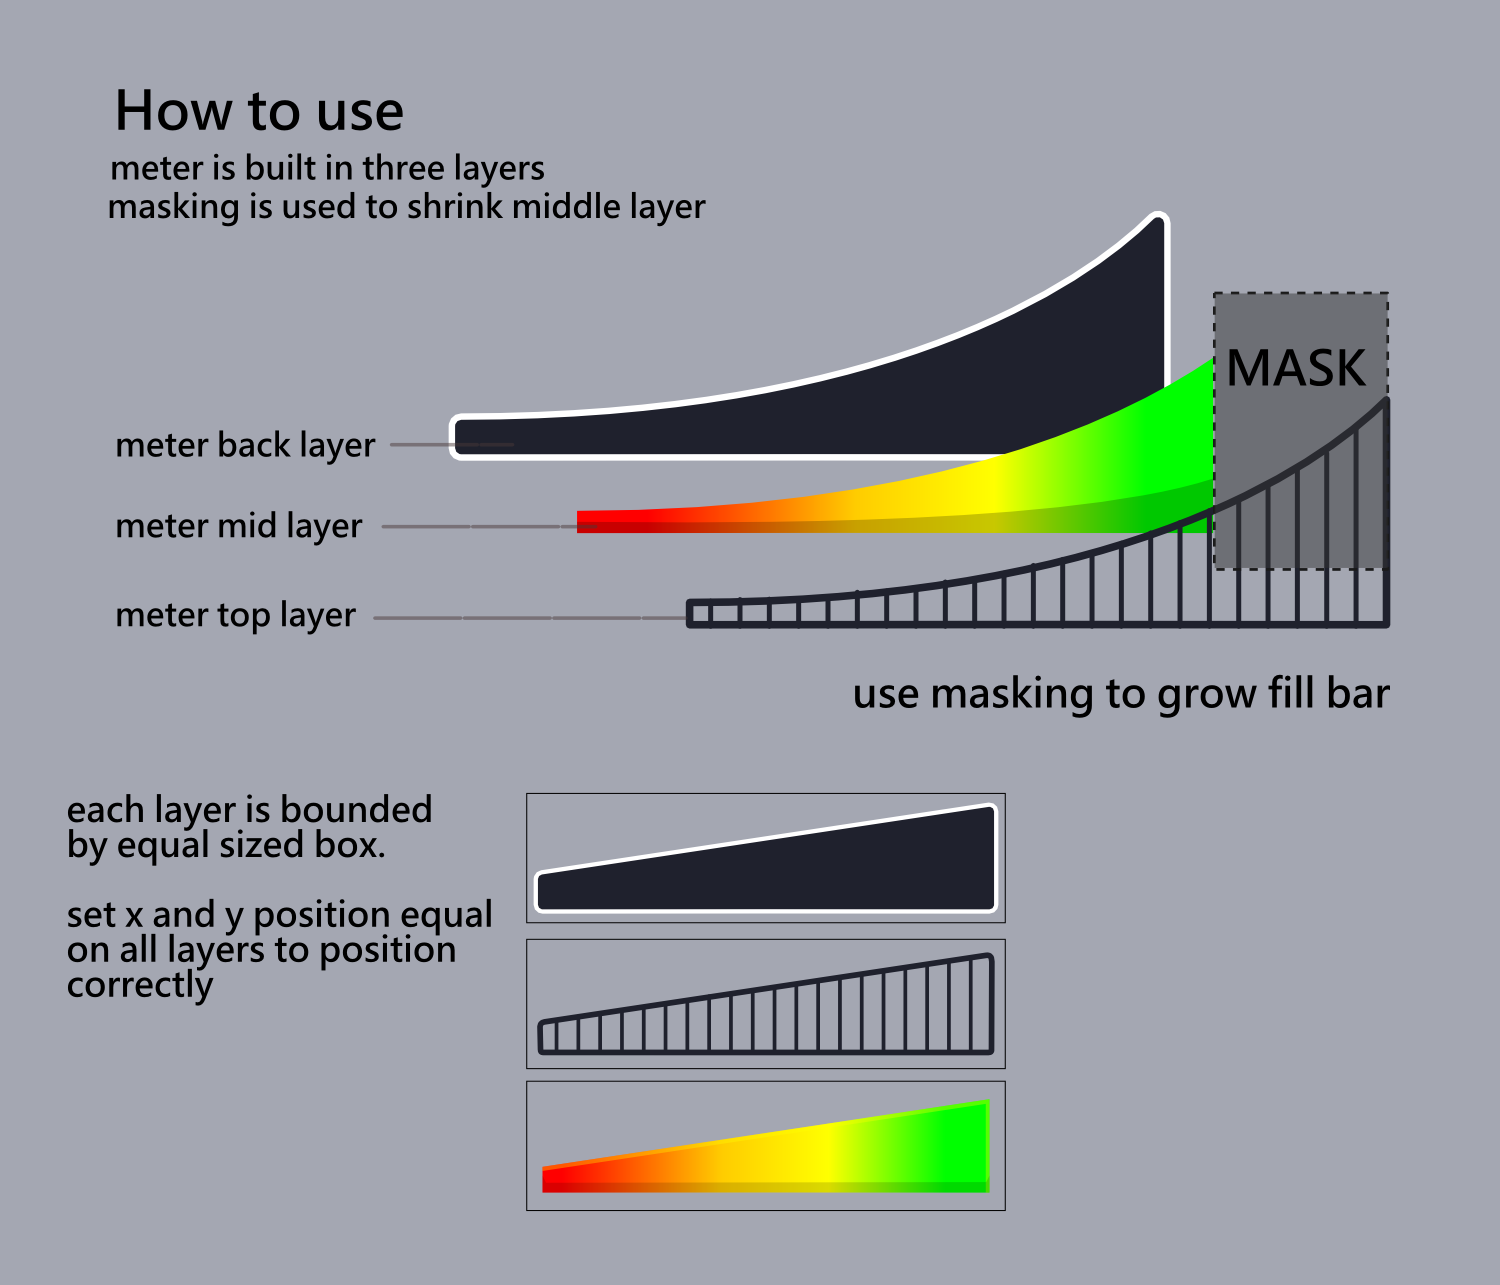 How to use
meter is built in three layers
masking is used to shrink middle layer
MASK
meter back layer
meter mid layer
meter top layer
use masking to grow fill bar
each layer is bounded
by equal sized box.
set x and y position equal
on all layers to position
correctly